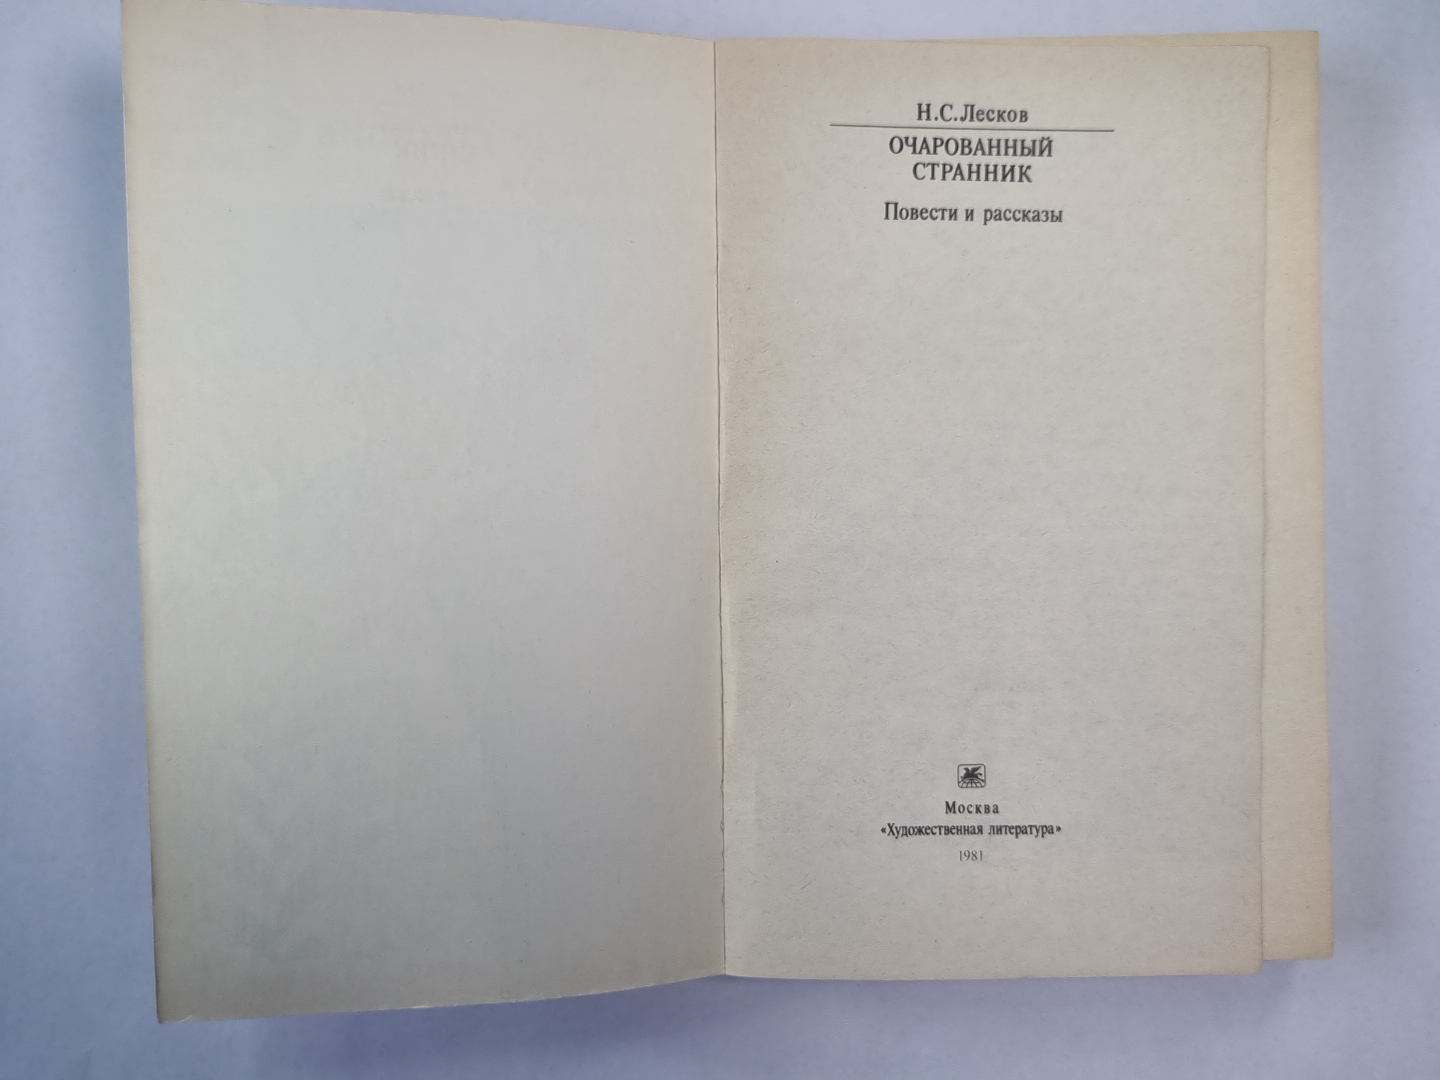 Н.С.Лесков
ОЧАРОВАННЫЙ
СТРАННИК
Повести и рассказы
Москва
«Художественная литература»
1981